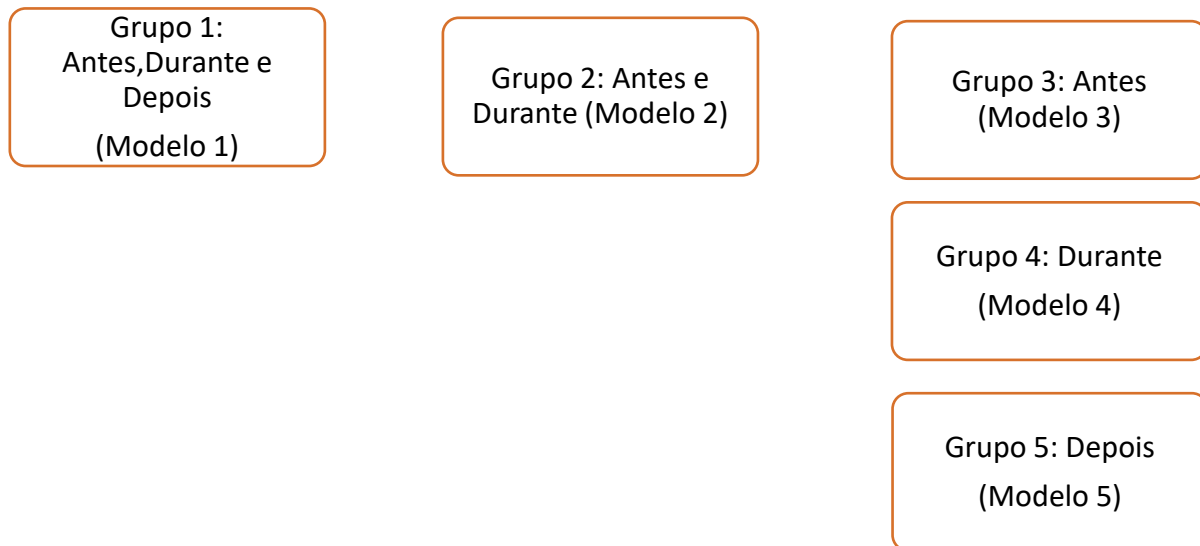 Grupo 1:
Antes,Durante e
Depois
(Modelo 1)
Grupo 2: Antes e
Durante (Modelo 2)
Grupo 3: Antes
(Modelo 3)
Grupo 4: Durante
(Modelo 4)
Grupo 5: Depois
(Modelo 5)